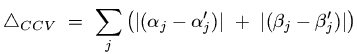 △_{CCV} = ∑_j (|(α_j − α′_j)| + |(β_j − β′_j)|)